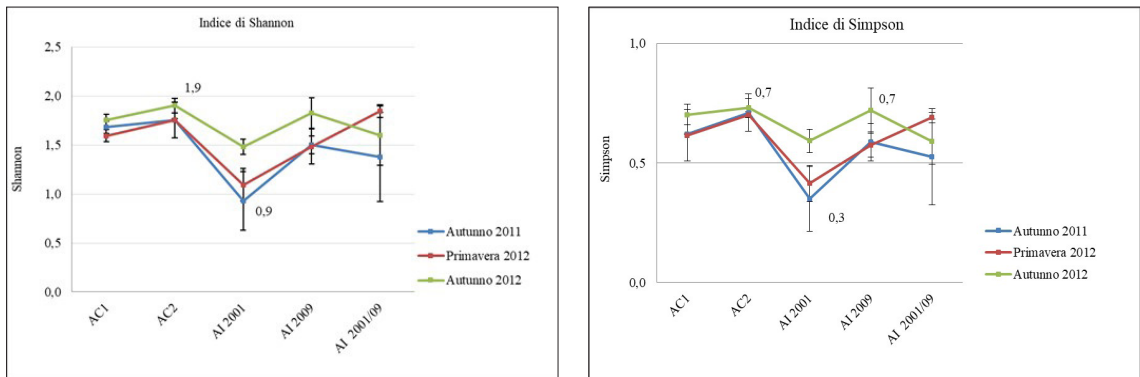 Indice di Shannon
2,5
2,0
1,5
1,0
0,5
0,0
Shannon
1,9
0,9
AC1
AC2
AI 2001
AI 2009
AI 2001/09
Autunno 2011
Primavera 2012
Autunno 2012
Indice di Simpson
1,0
0,5
0,0
Simpson
0,7
0,7
0,3
AC1
AC2
AI 2001
AI 2009
AI 2001/09
Autunno 2011
Primavera 2012
Autunno 2012